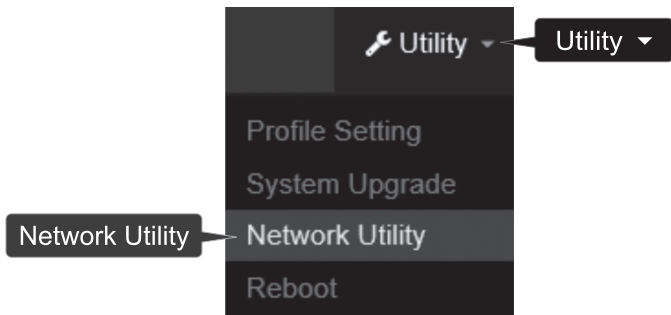 Utility
Utility
Profile Setting
System Upgrade
Network Utility
Network Utility
Reboot